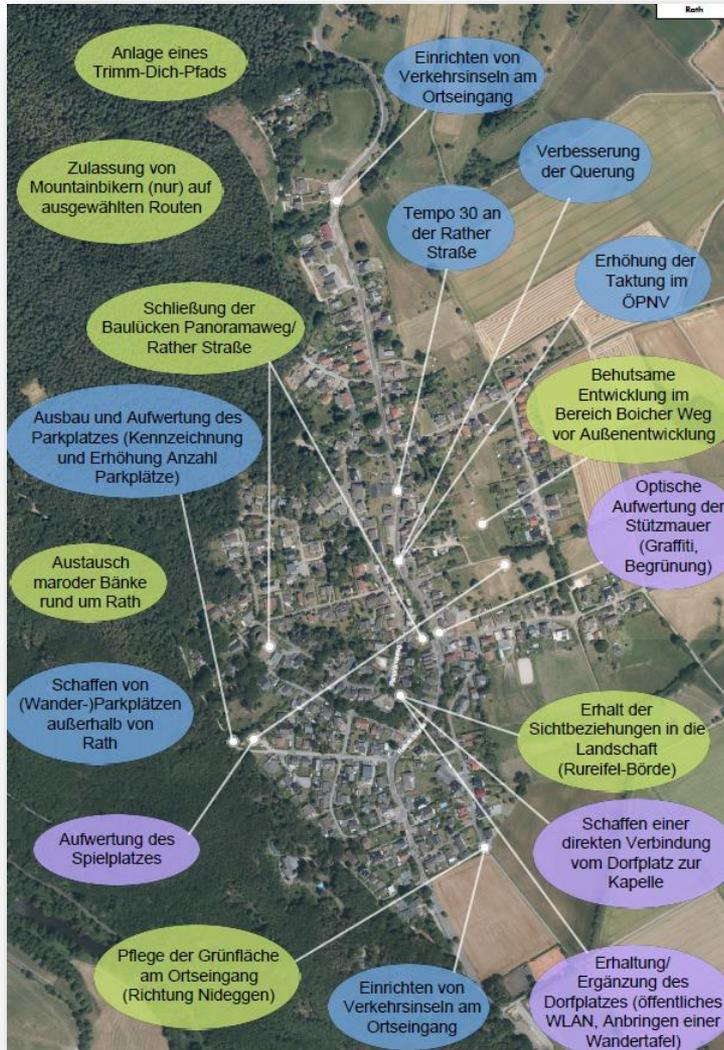 Rath
Anlage eines
Trimm-Dich-Pfads
Einrichten von
Verkehrsinseln am
Ortseingang
Zulassung von
Mountainbikern (nur) auf
ausgewählten Routen
Verbesserung
der Querung
Tempo 30 an
der Rather
Straße
Erhöhung der
Taktung im
ÖPNV
Schließung der
Baulücken Panoramaweg/
Rather Straße
Behutsame
Entwicklung im
Bereich Boicher Weg
vor Außenentwicklung
Ausbau und Aufwertung des
Parkplatzes (Kennzeichnung
und Erhöhung Anzahl
Parkplätze)
Optische
Aufwertung der
Stützmauer
(Graffiti,
Begrünung)
Austausch
maroder Bänke
rund um Rath
Schaffen von
(Wander-)Parkplätzen
außerhalb von
Rath
Erhalt der
Sichtbeziehungen in die
Landschaft
(Rureifel-Börde)
Aufwertung des
Spielplatzes
Schaffen einer
direkten Verbindung
vom Dorfplatz zur
Kapelle
Pflege der Grünfläche
am Ortseingang
(Richtung Nideggen)
Einrichten von
Verkehrsinseln am
Ortseingang
Erhaltung/
Ergänzung des
Dorfplatzes (öffentliches
WLAN, Anbringen einer
Wandertafel)